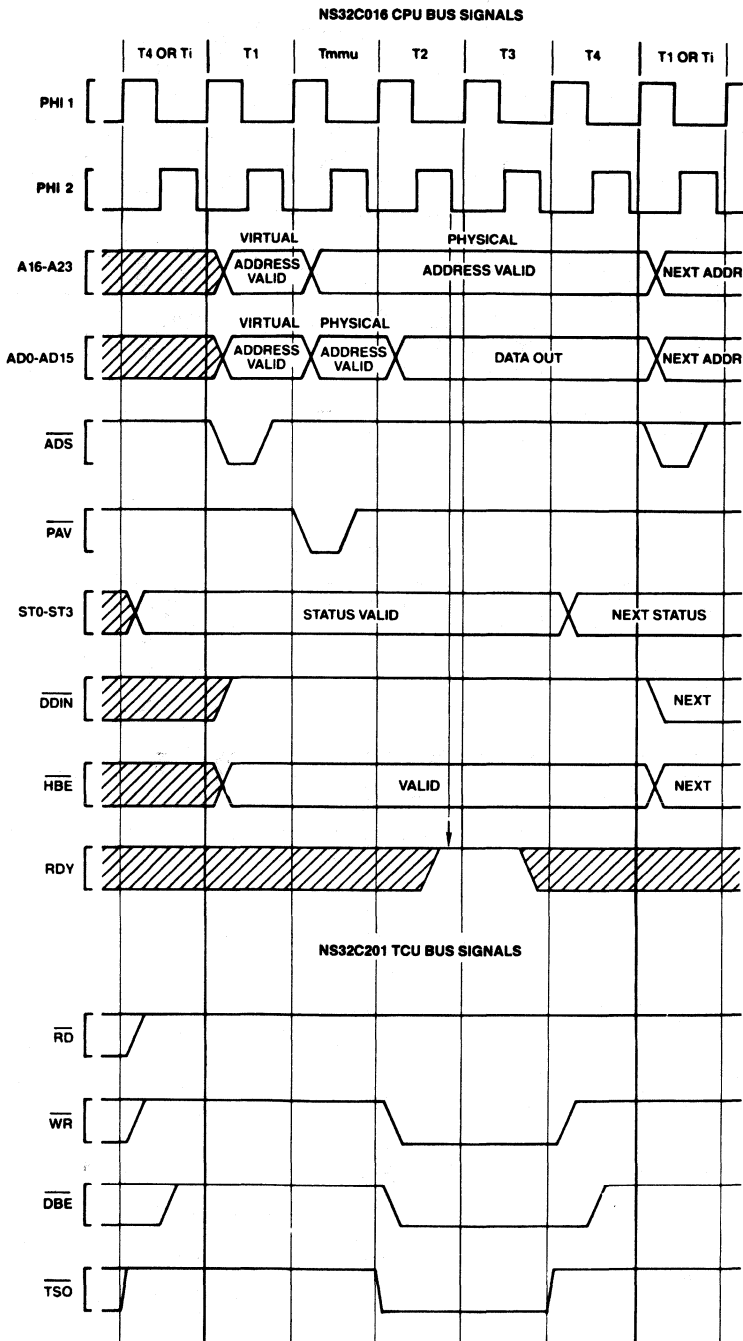 NS32C016 CPU BUS SIGNALS
T4 OR Ti T1 Tmmu T2 T3 T4 T1 OR Ti
PHI 1
PHI 2
VIRTUAL PHYSICAL
A16-A23 ADDRESS VALID ADDRESS VALID NEXT ADDR
VIRTUAL PHYSICAL
AD0-AD15 ADDRESS VALID ADDRESS VALID DATA OUT NEXT ADDR
ADS
PAV
ST0-ST3 STATUS VALID NEXT STATUS
DDIN NEXT
HBE VALID NEXT
RDY
NS32C201 TCU BUS SIGNALS
RD
WR
DBE
TSO